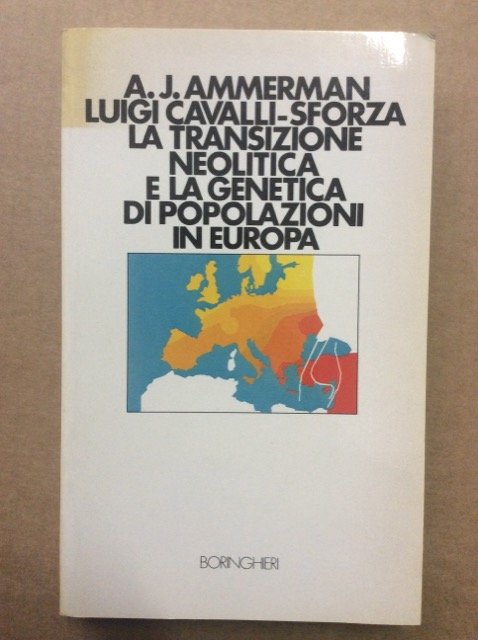 A. J. AMMERMAN
LUIGI CAVALLI-SFORZA
LA TRANSIZIONE
NEOLITICA
E LA GENETICA
DI POPOLAZIONI
IN EUROPA
BORINGHIERI